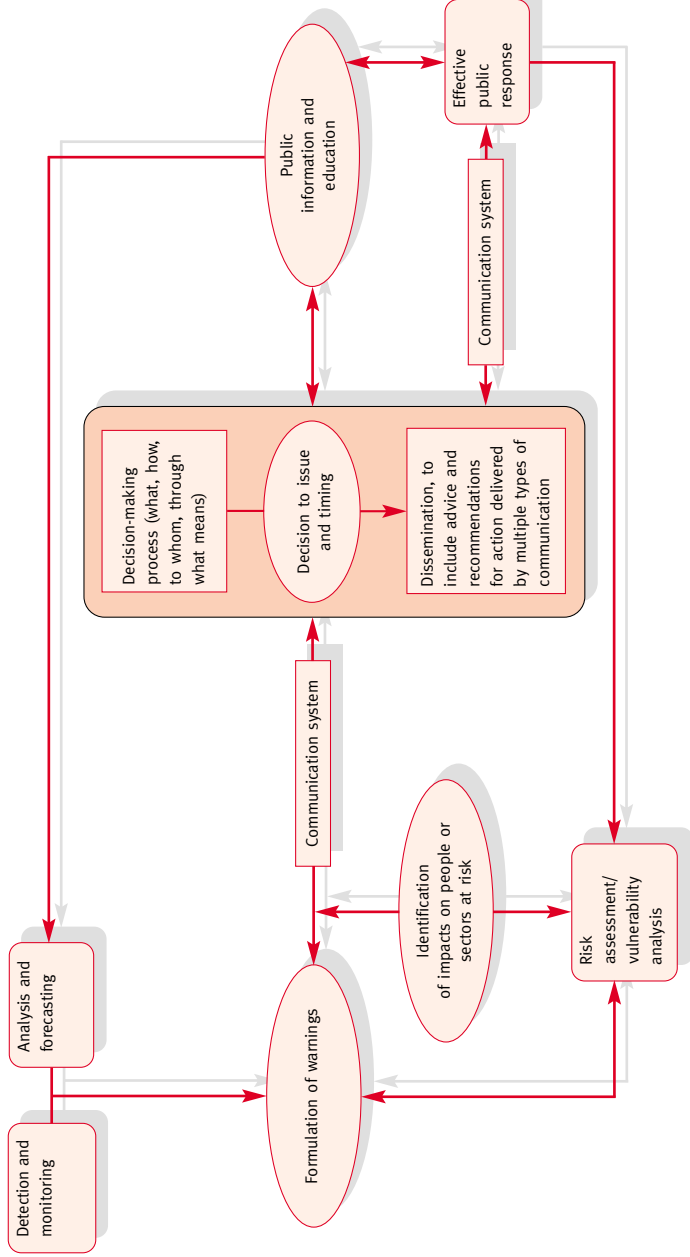 Detection and
monitoring
Analysis and
forecasting
Formulation of warnings
Identification
of impacts on people or
sectors at risk
Risk
assessment/
vulnerability
analysis
Communication system
Decision-making
process (what, how,
to whom, through
what means)
Decision to issue
and timing
Dissemination, to
include advice and
recommendations
for action delivered
by multiple types of
communication
Public
information and
education
Communication system
Effective
public
response